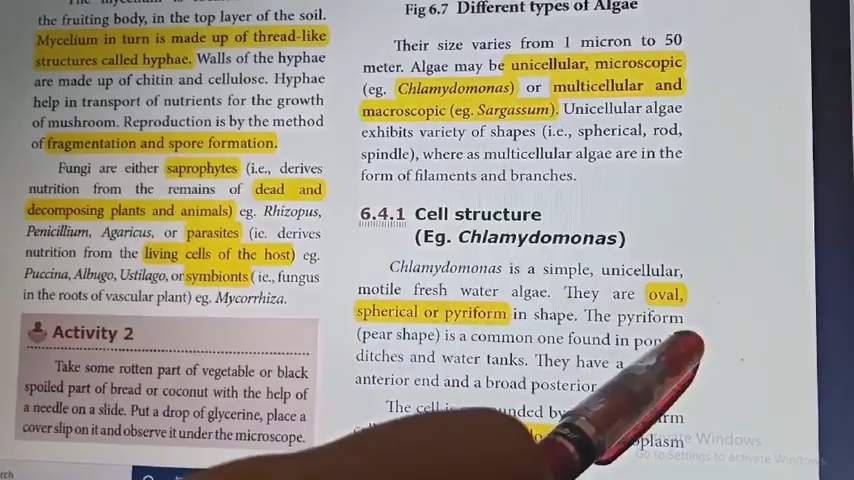 the fruiting body, in the top layer of the soil.
Mycelium in turn is made up of thread-like
structures called hyphae. Walls of the hyphae
are made up of chitin and cellulose. Hyphae
help in transport of nutrients for the growth
of mushroom. Reproduction is by the method
of fragmentation and spore formation.
Fungi are either saprophytes (i.e., derives
nutrition from the remains of dead and
decomposing plants and animals) eg. Rhizopus,
Penicillium, Agaricus, or parasites (ie. derives
nutrition from the living cells of the host) eg.
Puccina, Albugo, Ustilago, or symbionts ( ie., fungus
in the roots of vascular plant) eg. Mycorrhiza.
Activity 2
Take some rotten part of vegetable or black
spoiled part of bread or coconut with the help of
a needle on a slide. Put a drop of glycerine, place a
cover slip on it and observe it under the microscope.
Fig 6.7 Different types of Algae
Their size varies from 1 micron to 50
meter. Algae may be unicellular, microscopic
(eg. Chlamydomonas) or multicellular and
macroscopic (eg. Sargassum). Unicellular algae
exhibits variety of shapes (i.e., spherical, rod,
spindle), where as multicellular algae are in the
form of filaments and branches.
6.4.1 Cell structure
(Eg. Chlamydomonas)
Chlamydomonas is a simple, unicellular,
motile fresh water algae. They are oval,
spherical or pyriform in shape. The pyriform
(pear shape) is a common one found in
ditches and water tanks. They have a
anterior end and a broad posterior
The cell is
Activate Windows
Go to Settings to activate Windows.